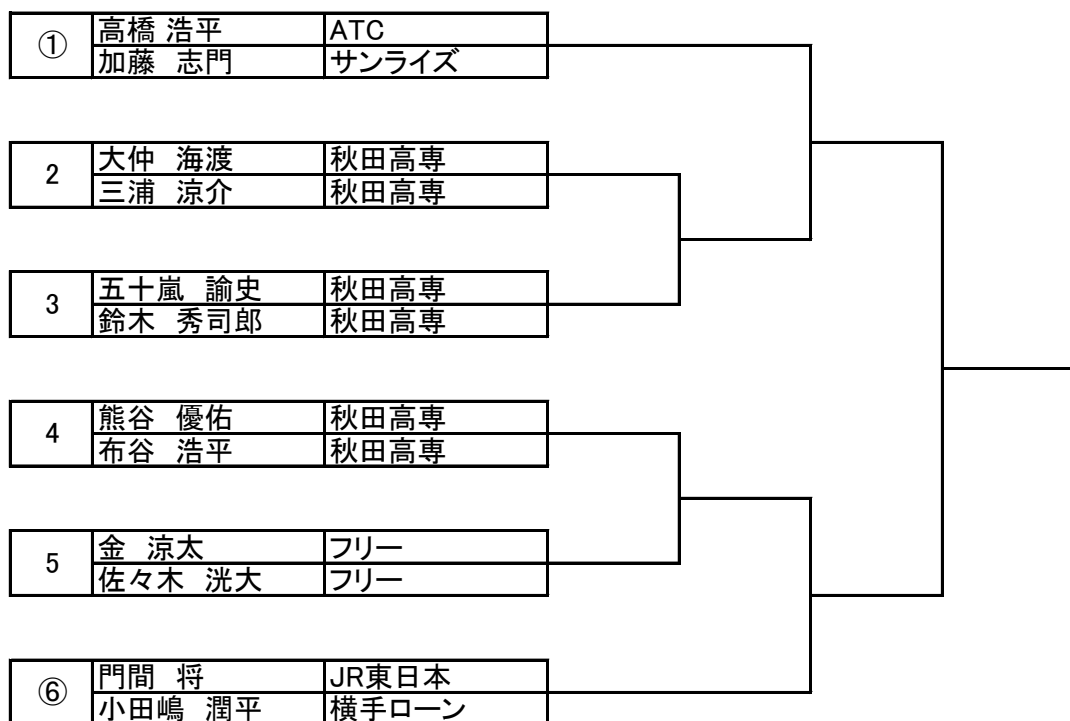 ① 高橋 浩平 ATC
加藤　志門 サンライズ
2 大仲　海渡 秋田高専
三浦　涼介 秋田高専
3 五十嵐　諭史 秋田高専
鈴木　秀司郎 秋田高専
4 熊谷　優佑 秋田高専
布谷　浩平 秋田高専
5 金　涼太 フリー
佐々木　洸大 フリー
⑥ 門間　将 JR東日本
小田嶋　潤平 横手ローン